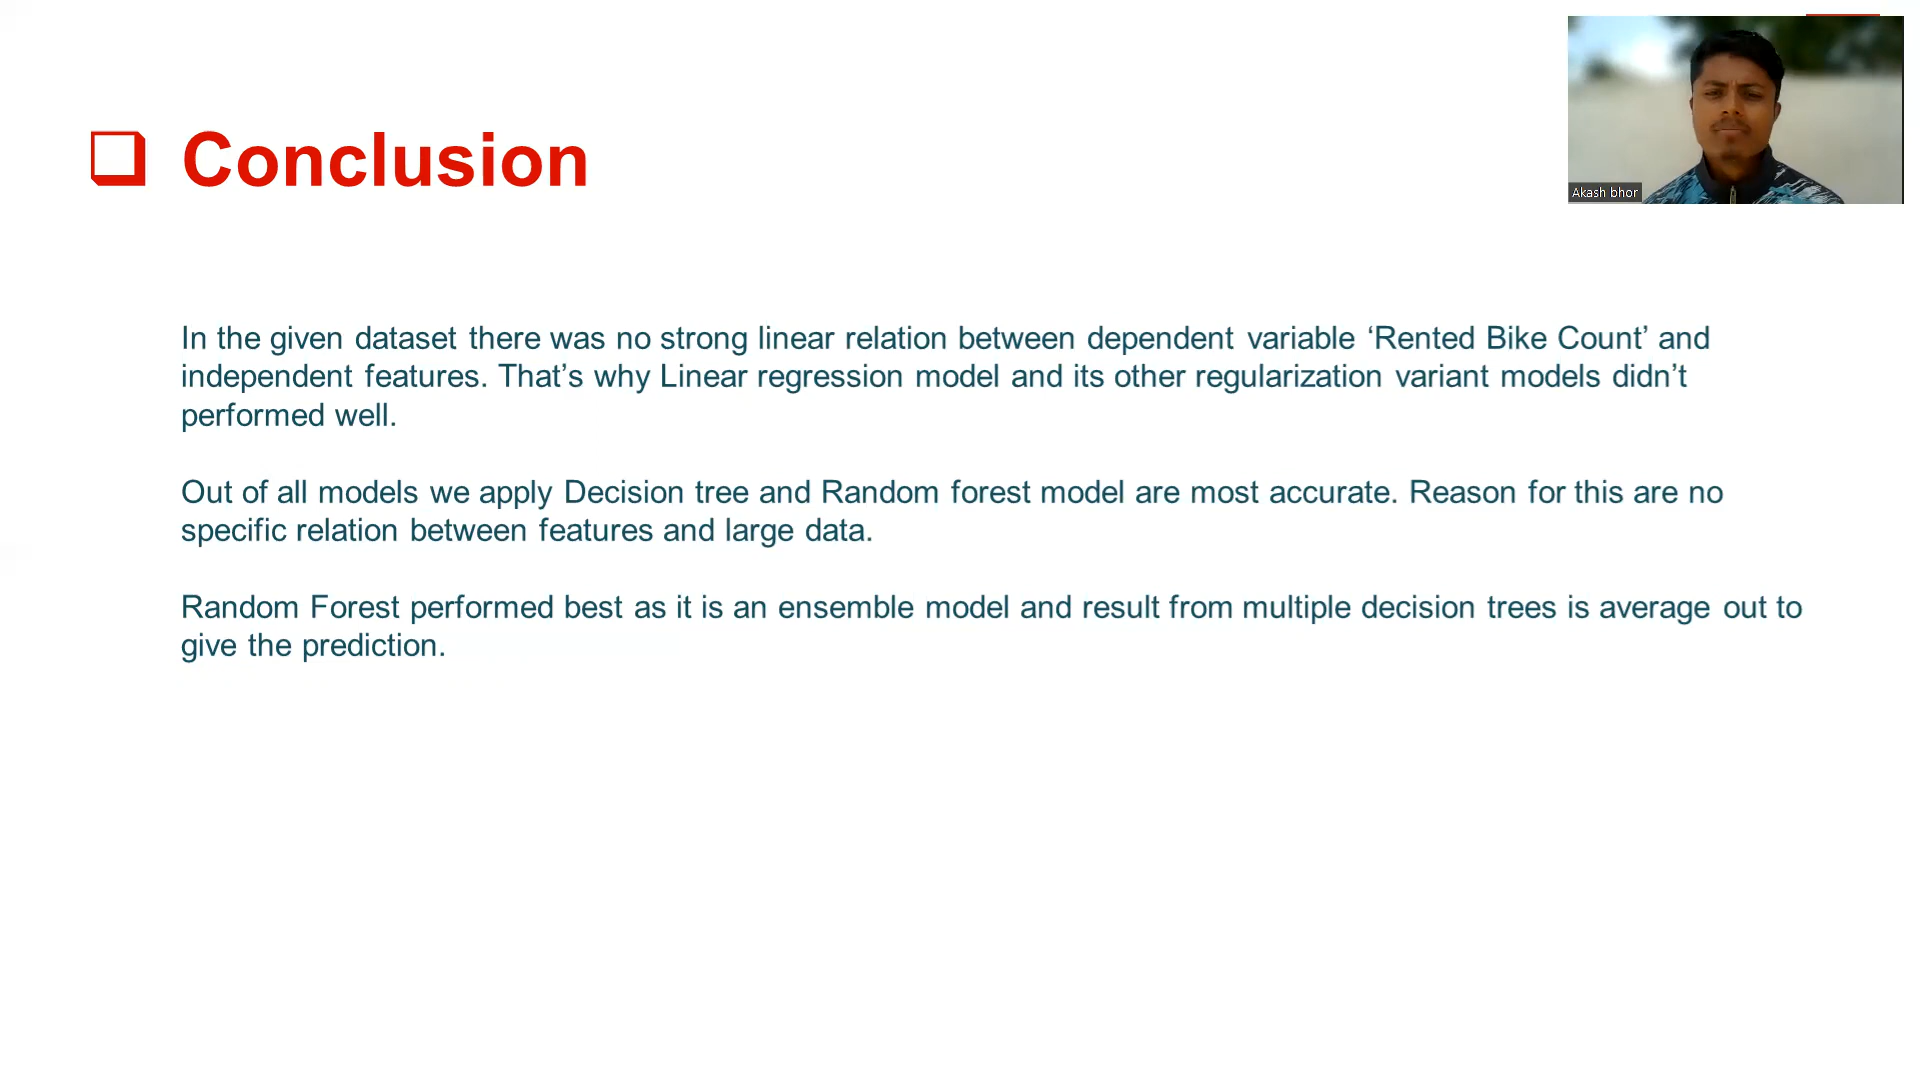 Conclusion
Akash bhor
In the given dataset there was no strong linear relation between dependent variable ‘Rented Bike Count’ and
independent features. That’s why Linear regression model and its other regularization variant models didn’t
performed well.
Out of all models we apply Decision tree and Random forest model are most accurate. Reason for this are no
specific relation between features and large data.
Random Forest performed best as it is an ensemble model and result from multiple decision trees is average out to
give the prediction.